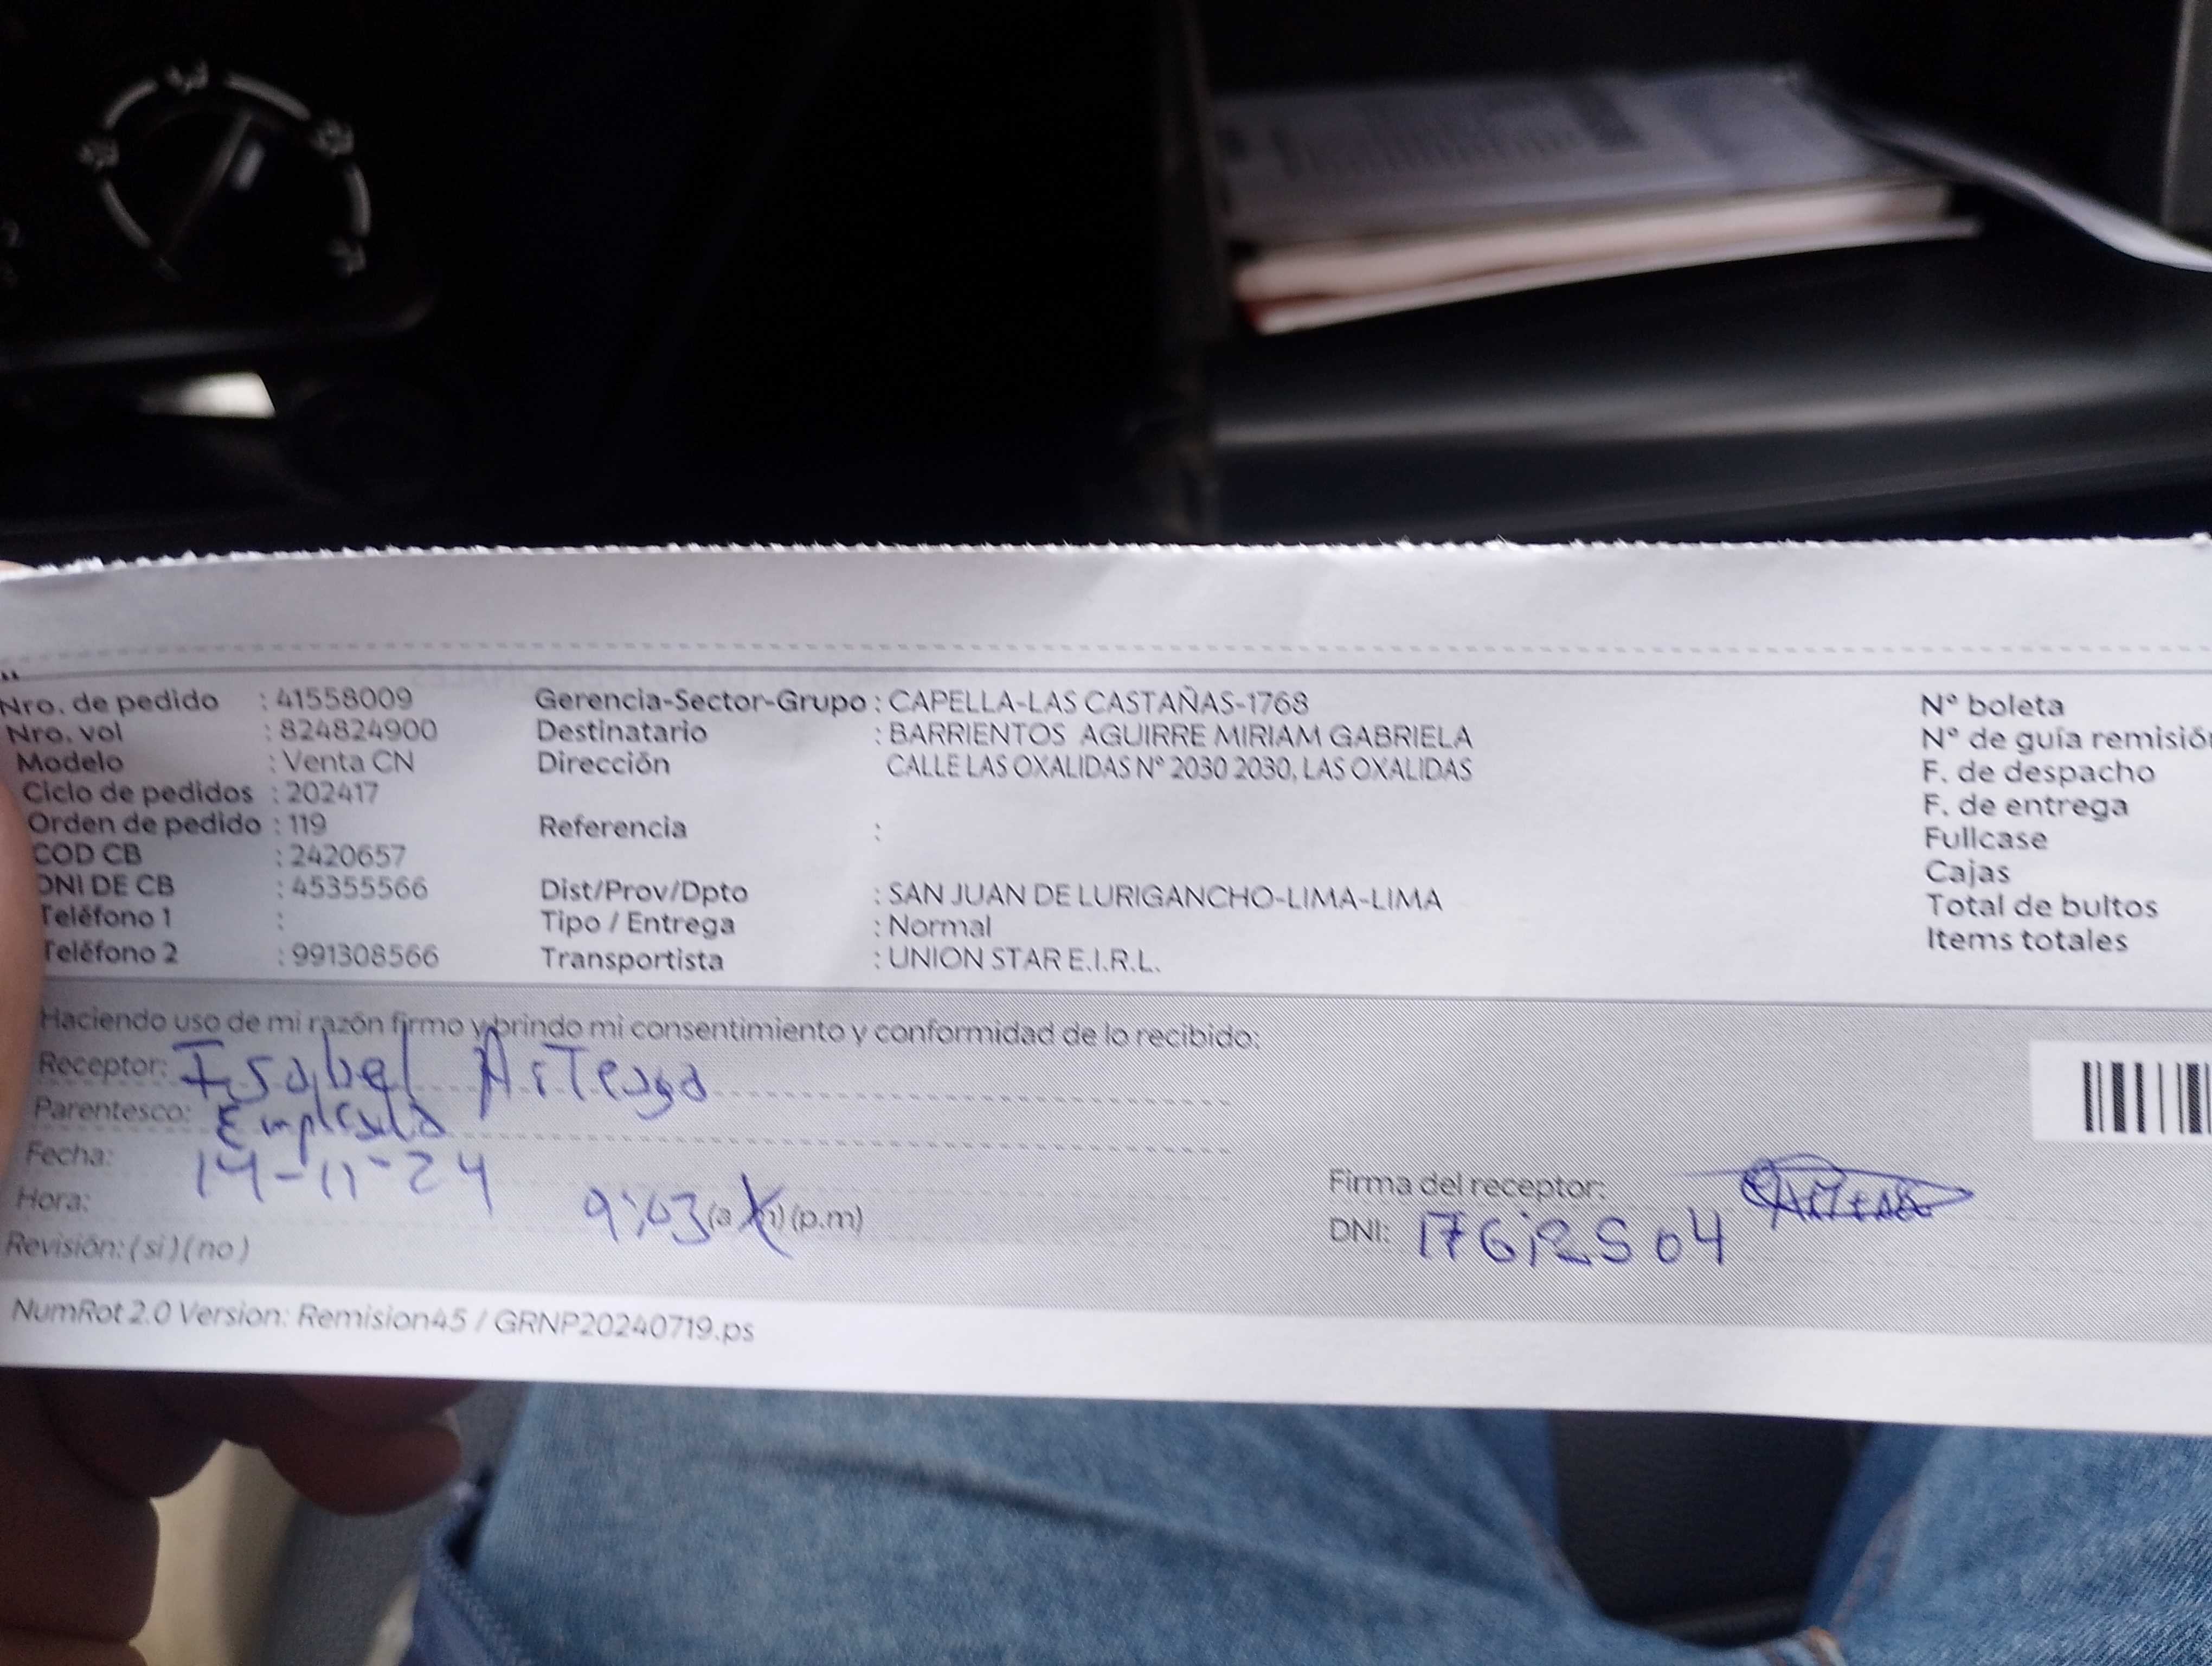 Nro. de pedido : 41558009 Gerencia-Sector-Grupo : CAPELLA-LAS CASTAÑAS-1768 N° boleta
Nro. vol : 824824900 Destinatario : BARRIENTOS AGUIRRE MIRIAM GABRIELA N° de guía remisió
Modelo : Venta CN Dirección CALLE LAS OXALIDAS N° 2030 2030, LAS OXALIDAS F. de despacho
Ciclo de pedidos : 202417 F. de entrega
Orden de pedido : 119 Referencia : Fullcase
COD CB : 2420657 Cajas
DNI DE CB : 45355566 Dist/Prov/Dpto : SAN JUAN DE LURIGANCHO-LIMA-LIMA Total de bultos
Teléfono 1 : Tipo / Entrega : Normal Items totales
Teléfono 2 : 991308566 Transportista : UNION STAR E.I.R.L.
Haciendo uso de mi razón firmo y brindo mi consentimiento y conformidad de lo recibido:
Receptor: Isabel ArTeaga
Parentesco: Empleada
Fecha: 14-11-24
Hora: 9:03 (a m) (p.m) Firma del receptor:
Revisión: ( si ) ( no ) DNI: 17612504
NumRot 2.0 Version: Remision45 / GRNP20240719.ps